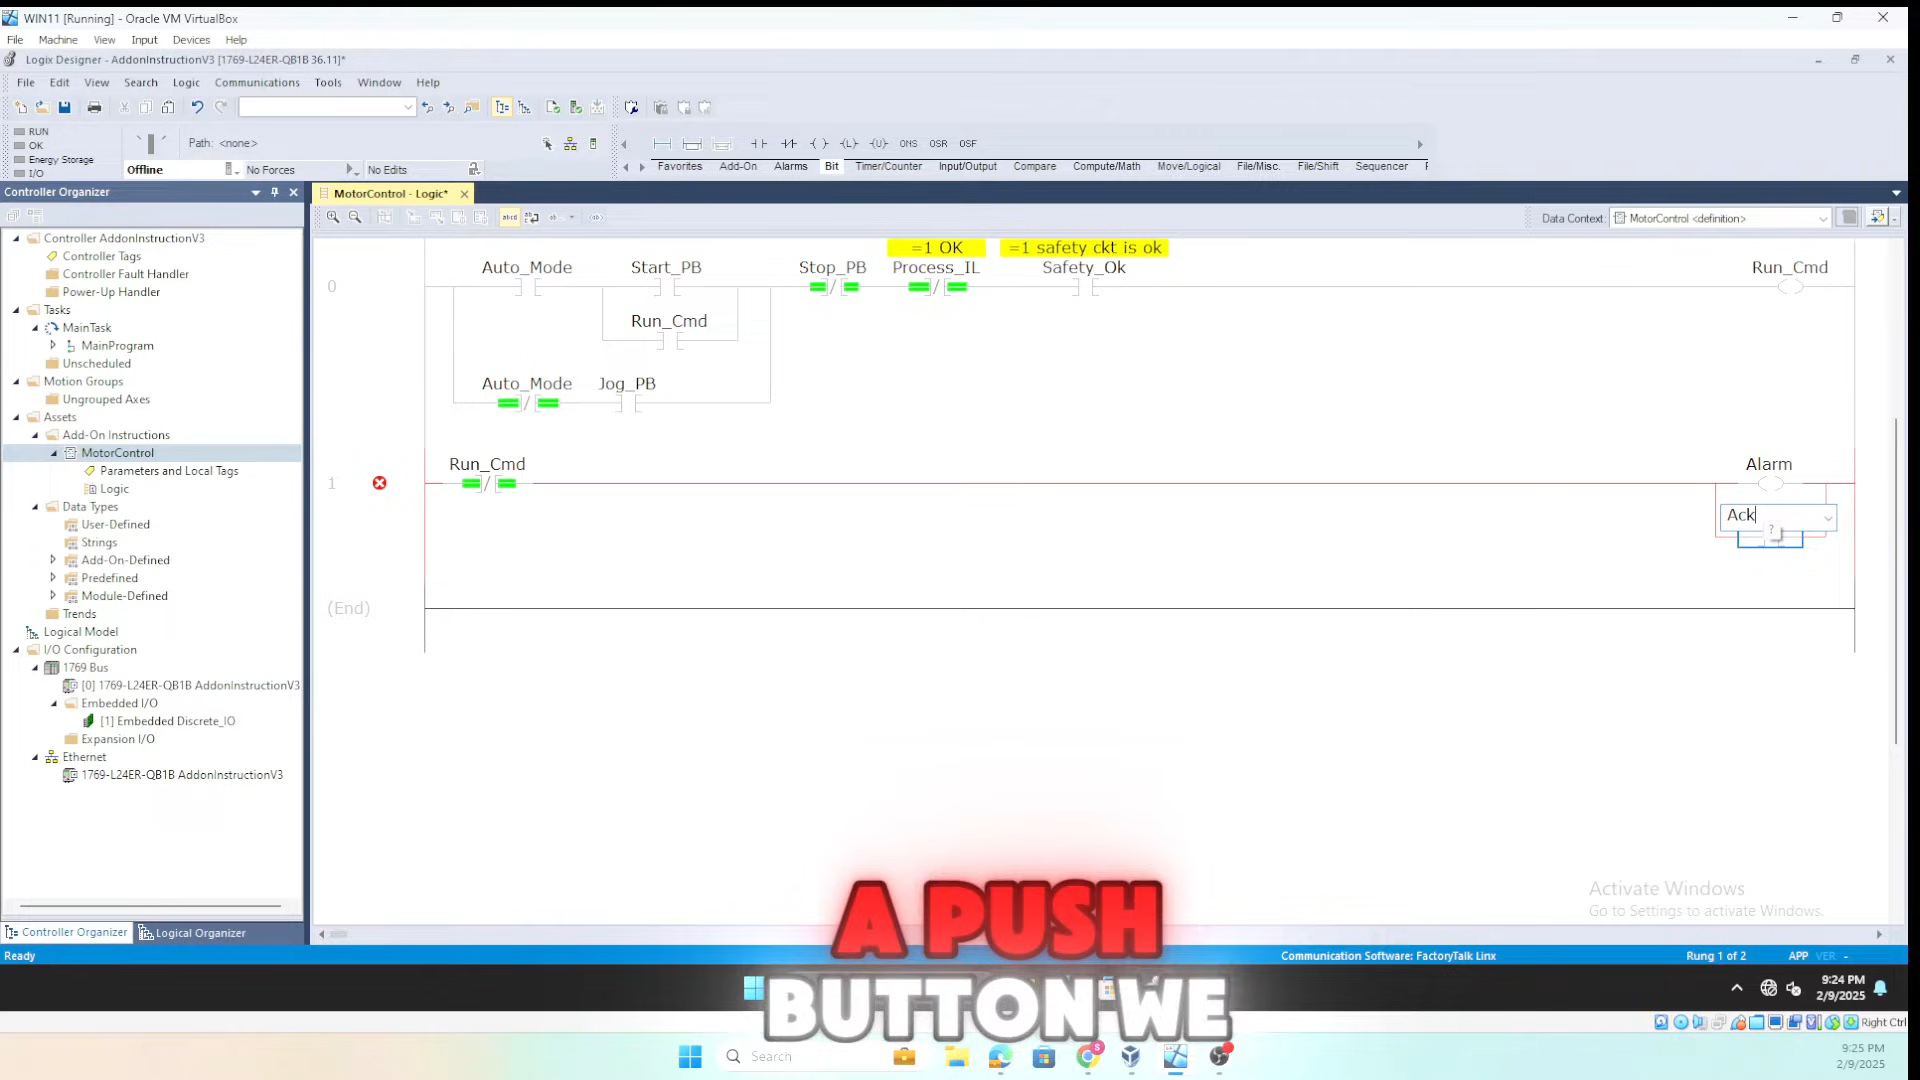 WIN11 [Running] - Oracle VM VirtualBox
File Machine View Input Devices Help
Logix Designer - AddonInstructionV3 [1769-L24ER-QB1B 36.11]*
File Edit View Search Logic Communications Tools Window Help
RUN
OK
Energy Storage
I/O
Path: <none>
Offline
No Forces
No Edits
ONS OSR OSF
Favorites Add-On Alarms Bit Timer/Counter Input/Output Compare Compute/Math Move/Logical File/Misc. File/Shift Sequencer
Controller Organizer
MotorControl - Logic*
Data Context: MotorControl <definition>
Controller AddonInstructionV3
Controller Tags
Controller Fault Handler
Power-Up Handler
Tasks
MainTask
MainProgram
Unscheduled
Motion Groups
Ungrouped Axes
Assets
Add-On Instructions
MotorControl
Parameters and Local Tags
Logic
Data Types
User-Defined
Strings
Add-On-Defined
Predefined
Module-Defined
Trends
Logical Model
I/O Configuration
1769 Bus
[0] 1769-L24ER-QB1B AddonInstructionV3
Embedded I/O
[1] Embedded Discrete_IO
Expansion I/O
Ethernet
1769-L24ER-QB1B AddonInstructionV3
Controller Organizer Logical Organizer
=1 OK =1 safety ckt is ok
Auto_Mode Start_PB Stop_PB Process_IL Safety_Ok Run_Cmd
0
Run_Cmd
Auto_Mode Jog_PB
Run_Cmd Alarm
1
Ack
?
(End)
Activate Windows
Go to Settings to activate Windows.
A PUSH
BUTTON WE
Ready
Communication Software: FactoryTalk Linx
Rung 1 of 2
APP VER
9:24 PM
2/9/2025
Right Ctrl
Search
9:25 PM
2/9/2025